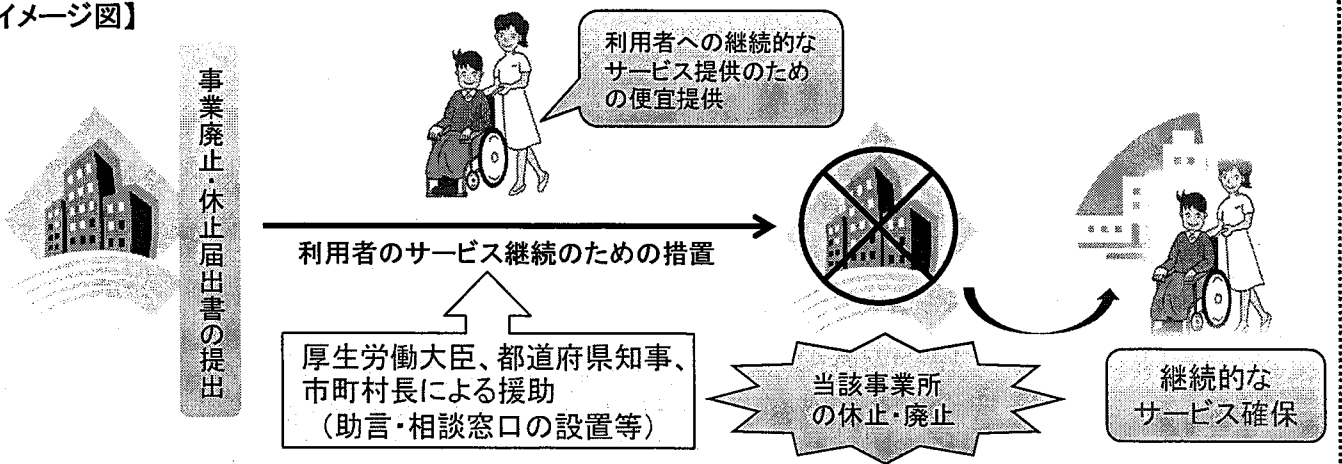 イメージ図】
事業廃止・休止届出書の提出
利用者への継続的な
サービス提供のため
の便宜提供
利用者のサービス継続のための措置
厚生労働大臣、都道府県知事、
市町村長による援助
（助言・相談窓口の設置等）
当該事業所
の休止・廃止
継続的な
サービス確保